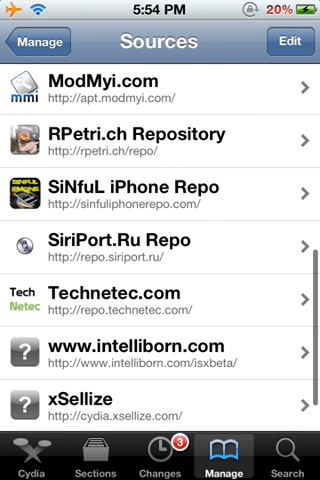 5:54 PM
20%
Manage
Sources
Edit
mmi
ModMyi.com
http://apt.modmyi.com/
RPetri.ch Repository
http://rpetri.ch/repo/
SiNfuL iPHONE
SiNfuL iPhone Repo
http://sinfuliphonerepo.com/
SiriPort.Ru Repo
http://repo.siriport.ru/
Tech
Netec
Technetec.com
http://repo.technetec.com/
?
www.intelliborn.com
http://intelliborn.com/isxbeta/
?
xSellize
http://cydia.xsellize.com/
3
Cydia
Sections
Changes
Manage
Search